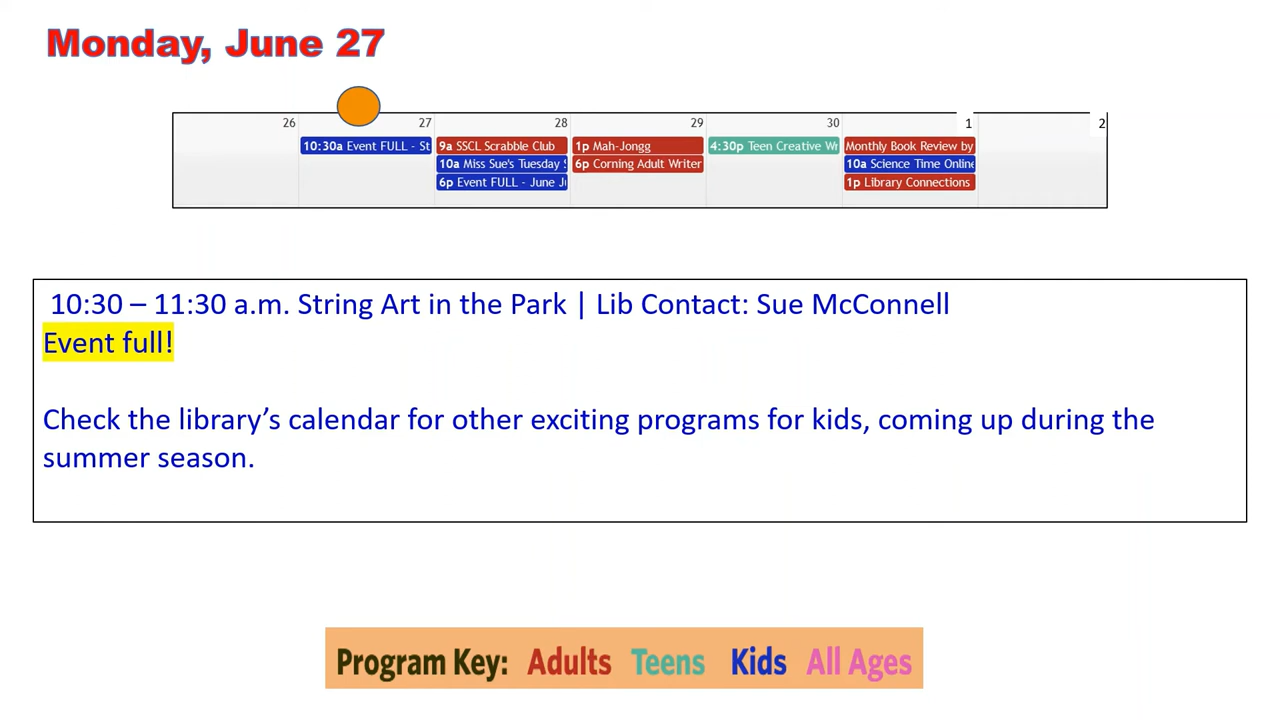 Monday, June 27
26 27 28 29 30 1 2
10:30a Event FULL - St 9a SSCL Scrabble Club 1p Mah-Jongg 4:30p Teen Creative Wr Monthly Book Review by
10a Miss Sue's Tuesday 6p Corning Adult Writer 10a Science Time Online
6p Event FULL - June 1p Library Connections
10:30 – 11:30 a.m. String Art in the Park | Lib Contact: Sue McConnell
Event full!
Check the library’s calendar for other exciting programs for kids, coming up during the
summer season.
Program Key: Adults Teens Kids All Ages